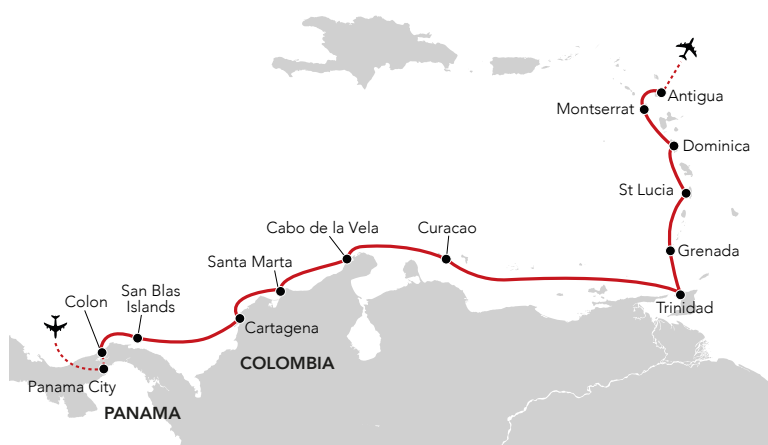 Antigua
Montserrat
Dominica
St Lucia
Grenada
Trinidad
Curacao
Cabo de la Vela
Santa Marta
Cartagena
San Blas
Islands
Colon
Panama City
COLOMBIA
PANAMA